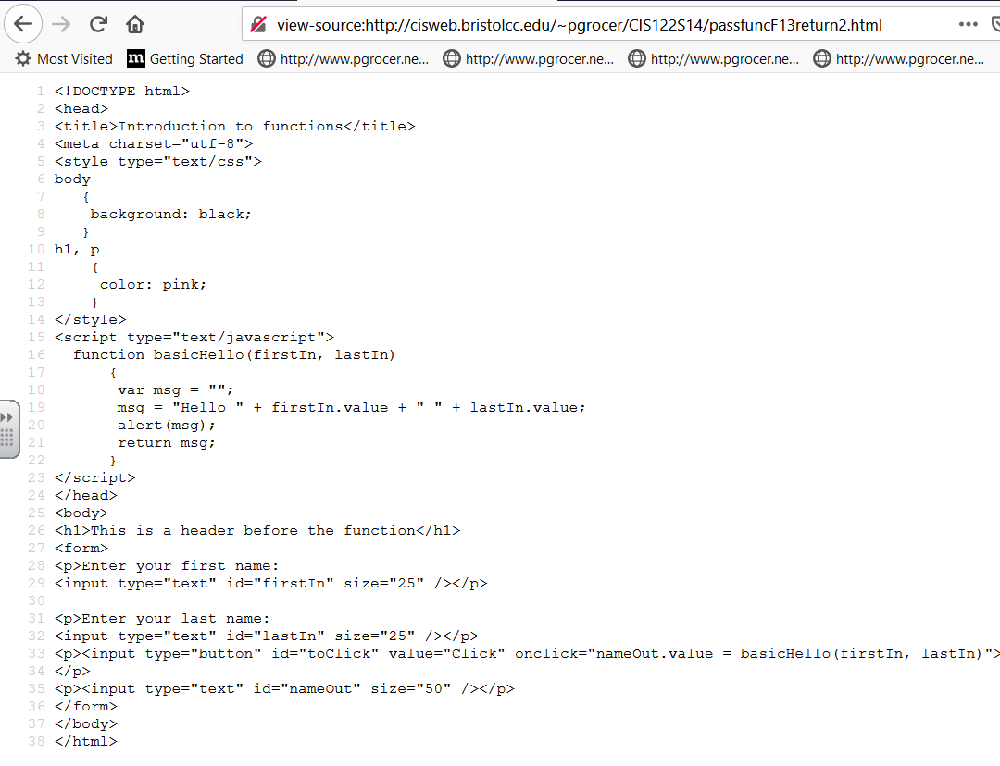 view-source:http://cisweb.bristolcc.edu/~pgrocer/CIS122S14/passfuncF13return2.html
Most Visited m Getting Started http://www.pgrocer.ne... http://www.pgrocer.ne... http://www.pgrocer.ne... http://www.pgrocer.ne...
1 <!DOCTYPE html>
2 <head>
3 <title>Introduction to functions</title>
4 <meta charset="utf-8">
5 <style type="text/css">
6 body
7 {
8 background: black;
9 }
10 h1, p
11 {
12 color: pink;
13 }
14 </style>
15 <script type="text/javascript">
16 function basicHello(firstIn, lastIn)
17 {
18 var msg = "";
19 msg = "Hello " + firstIn.value + " " + lastIn.value;
20 alert(msg);
21 return msg;
22 }
23 </script>
24 </head>
25 <body>
26 <h1>This is a header before the function</h1>
27 <form>
28 <p>Enter your first name:
29 <input type="text" id="firstIn" size="25" /></p>
30
31 <p>Enter your last name:
32 <input type="text" id="lastIn" size="25" /></p>
33 <p><input type="button" id="toClick" value="Click" onclick="nameOut.value = basicHello(firstIn, lastIn)">
34 </p>
35 <p><input type="text" id="nameOut" size="50" /></p>
36 </form>
37 </body>
38 </html>